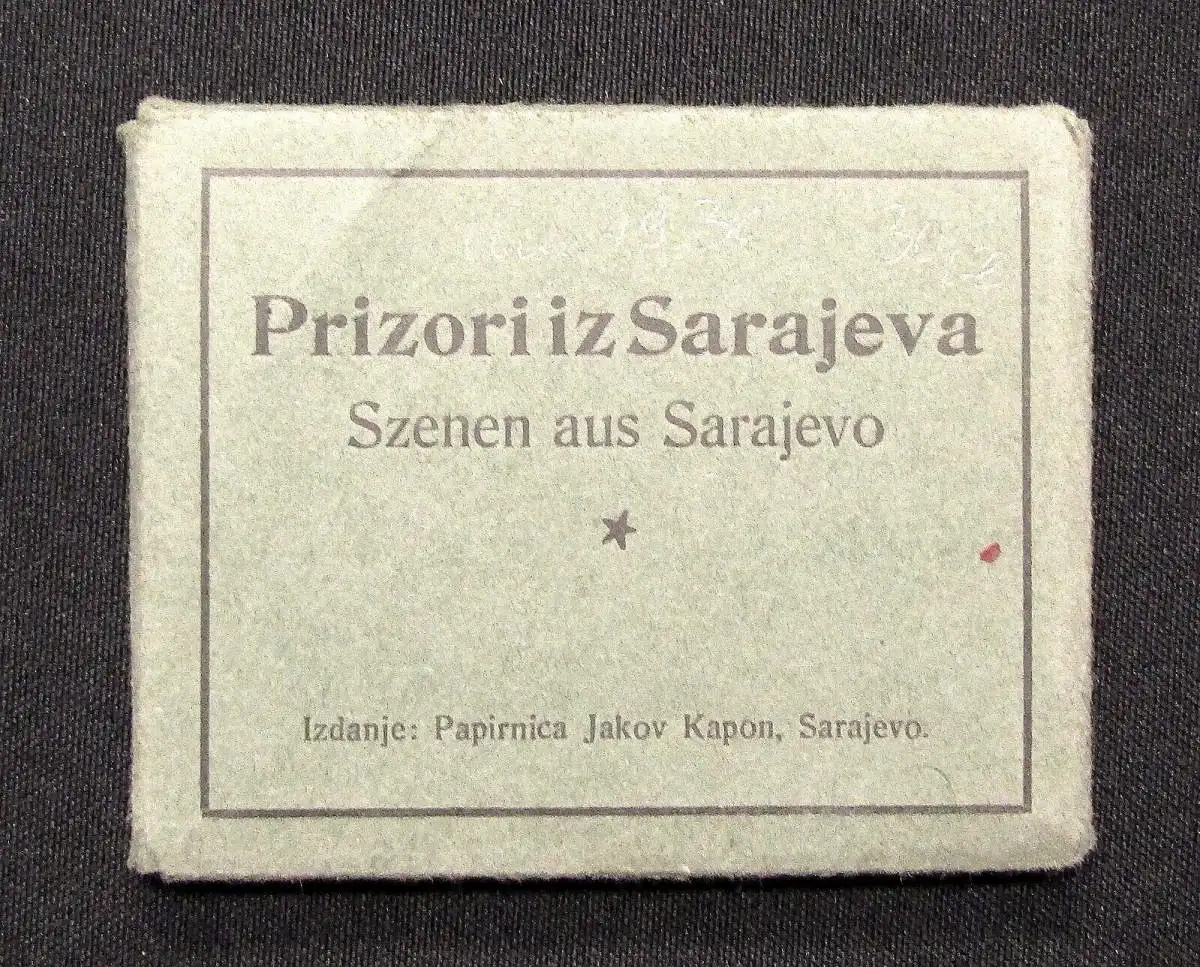 Prizori iz Sarajeva
Szenen aus Sarajevo
Izdanje: Papirnica Jakov Kapon, Sarajevo.